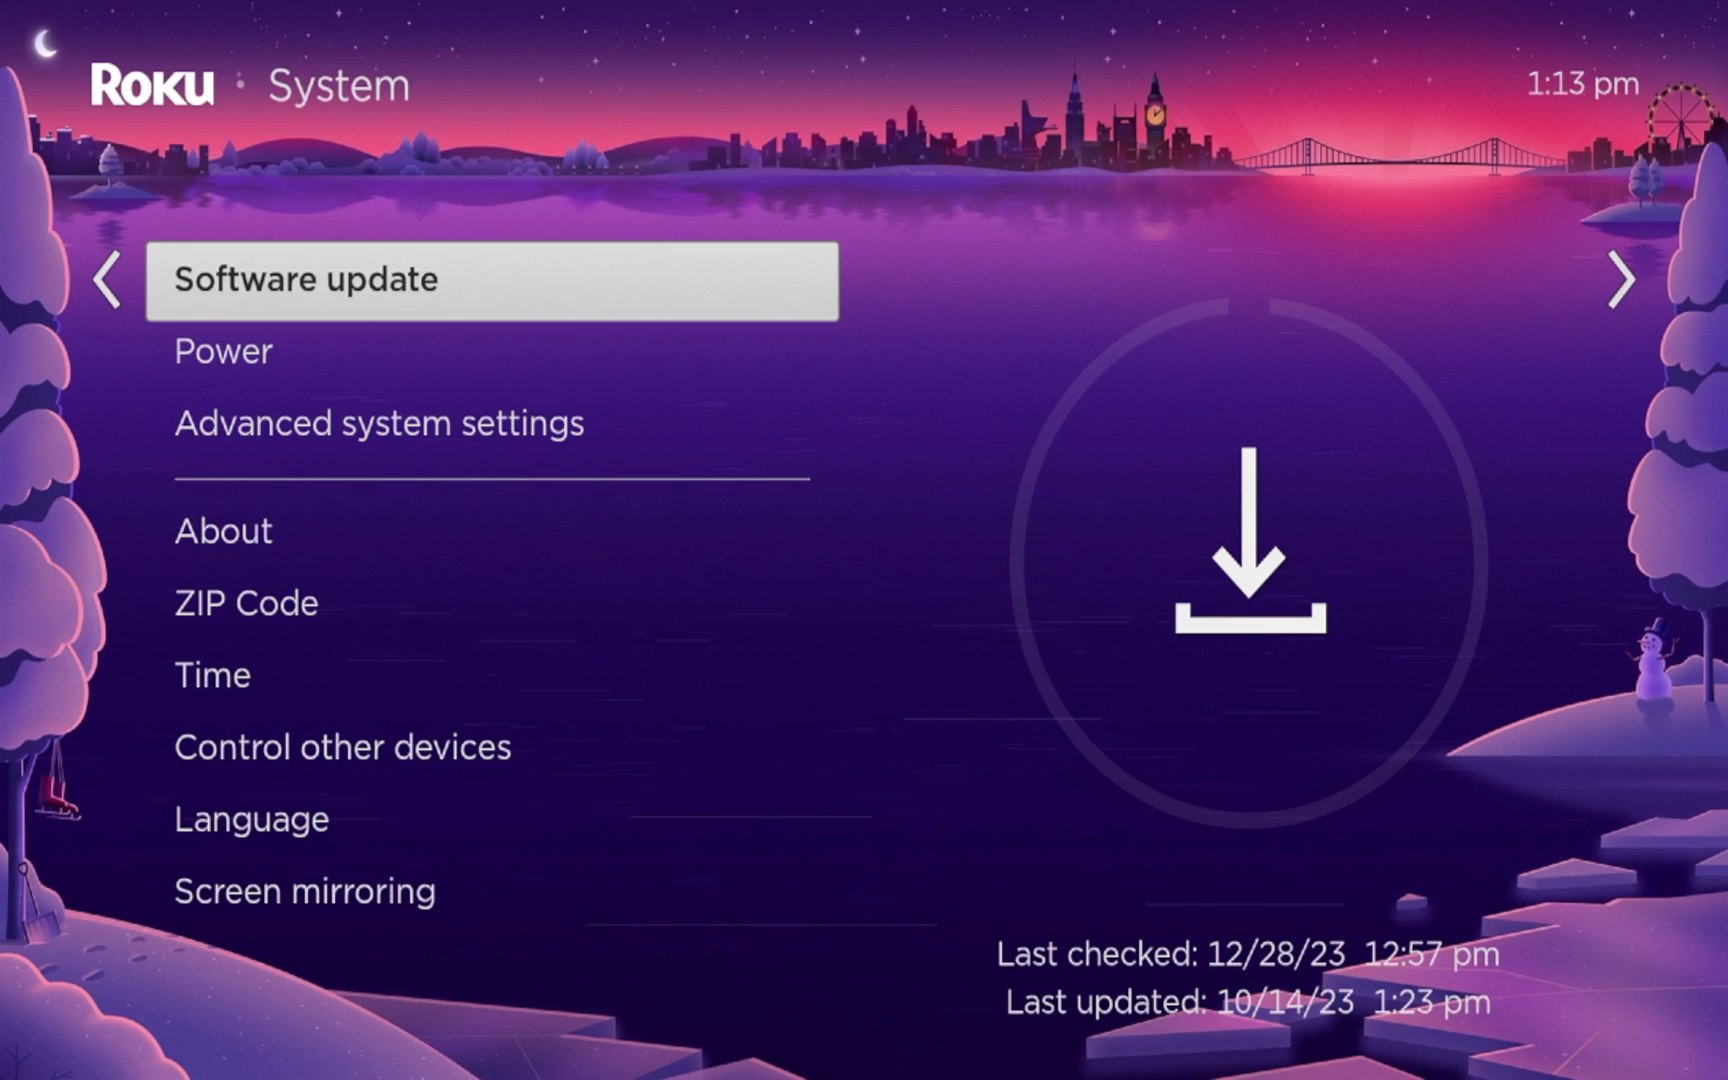 Roku · System
1:13 pm
Software update
Power
Advanced system settings
About
ZIP Code
Time
Control other devices
Language
Screen mirroring
Last checked: 12/28/23 12:57 pm
Last updated: 10/14/23 1:23 pm